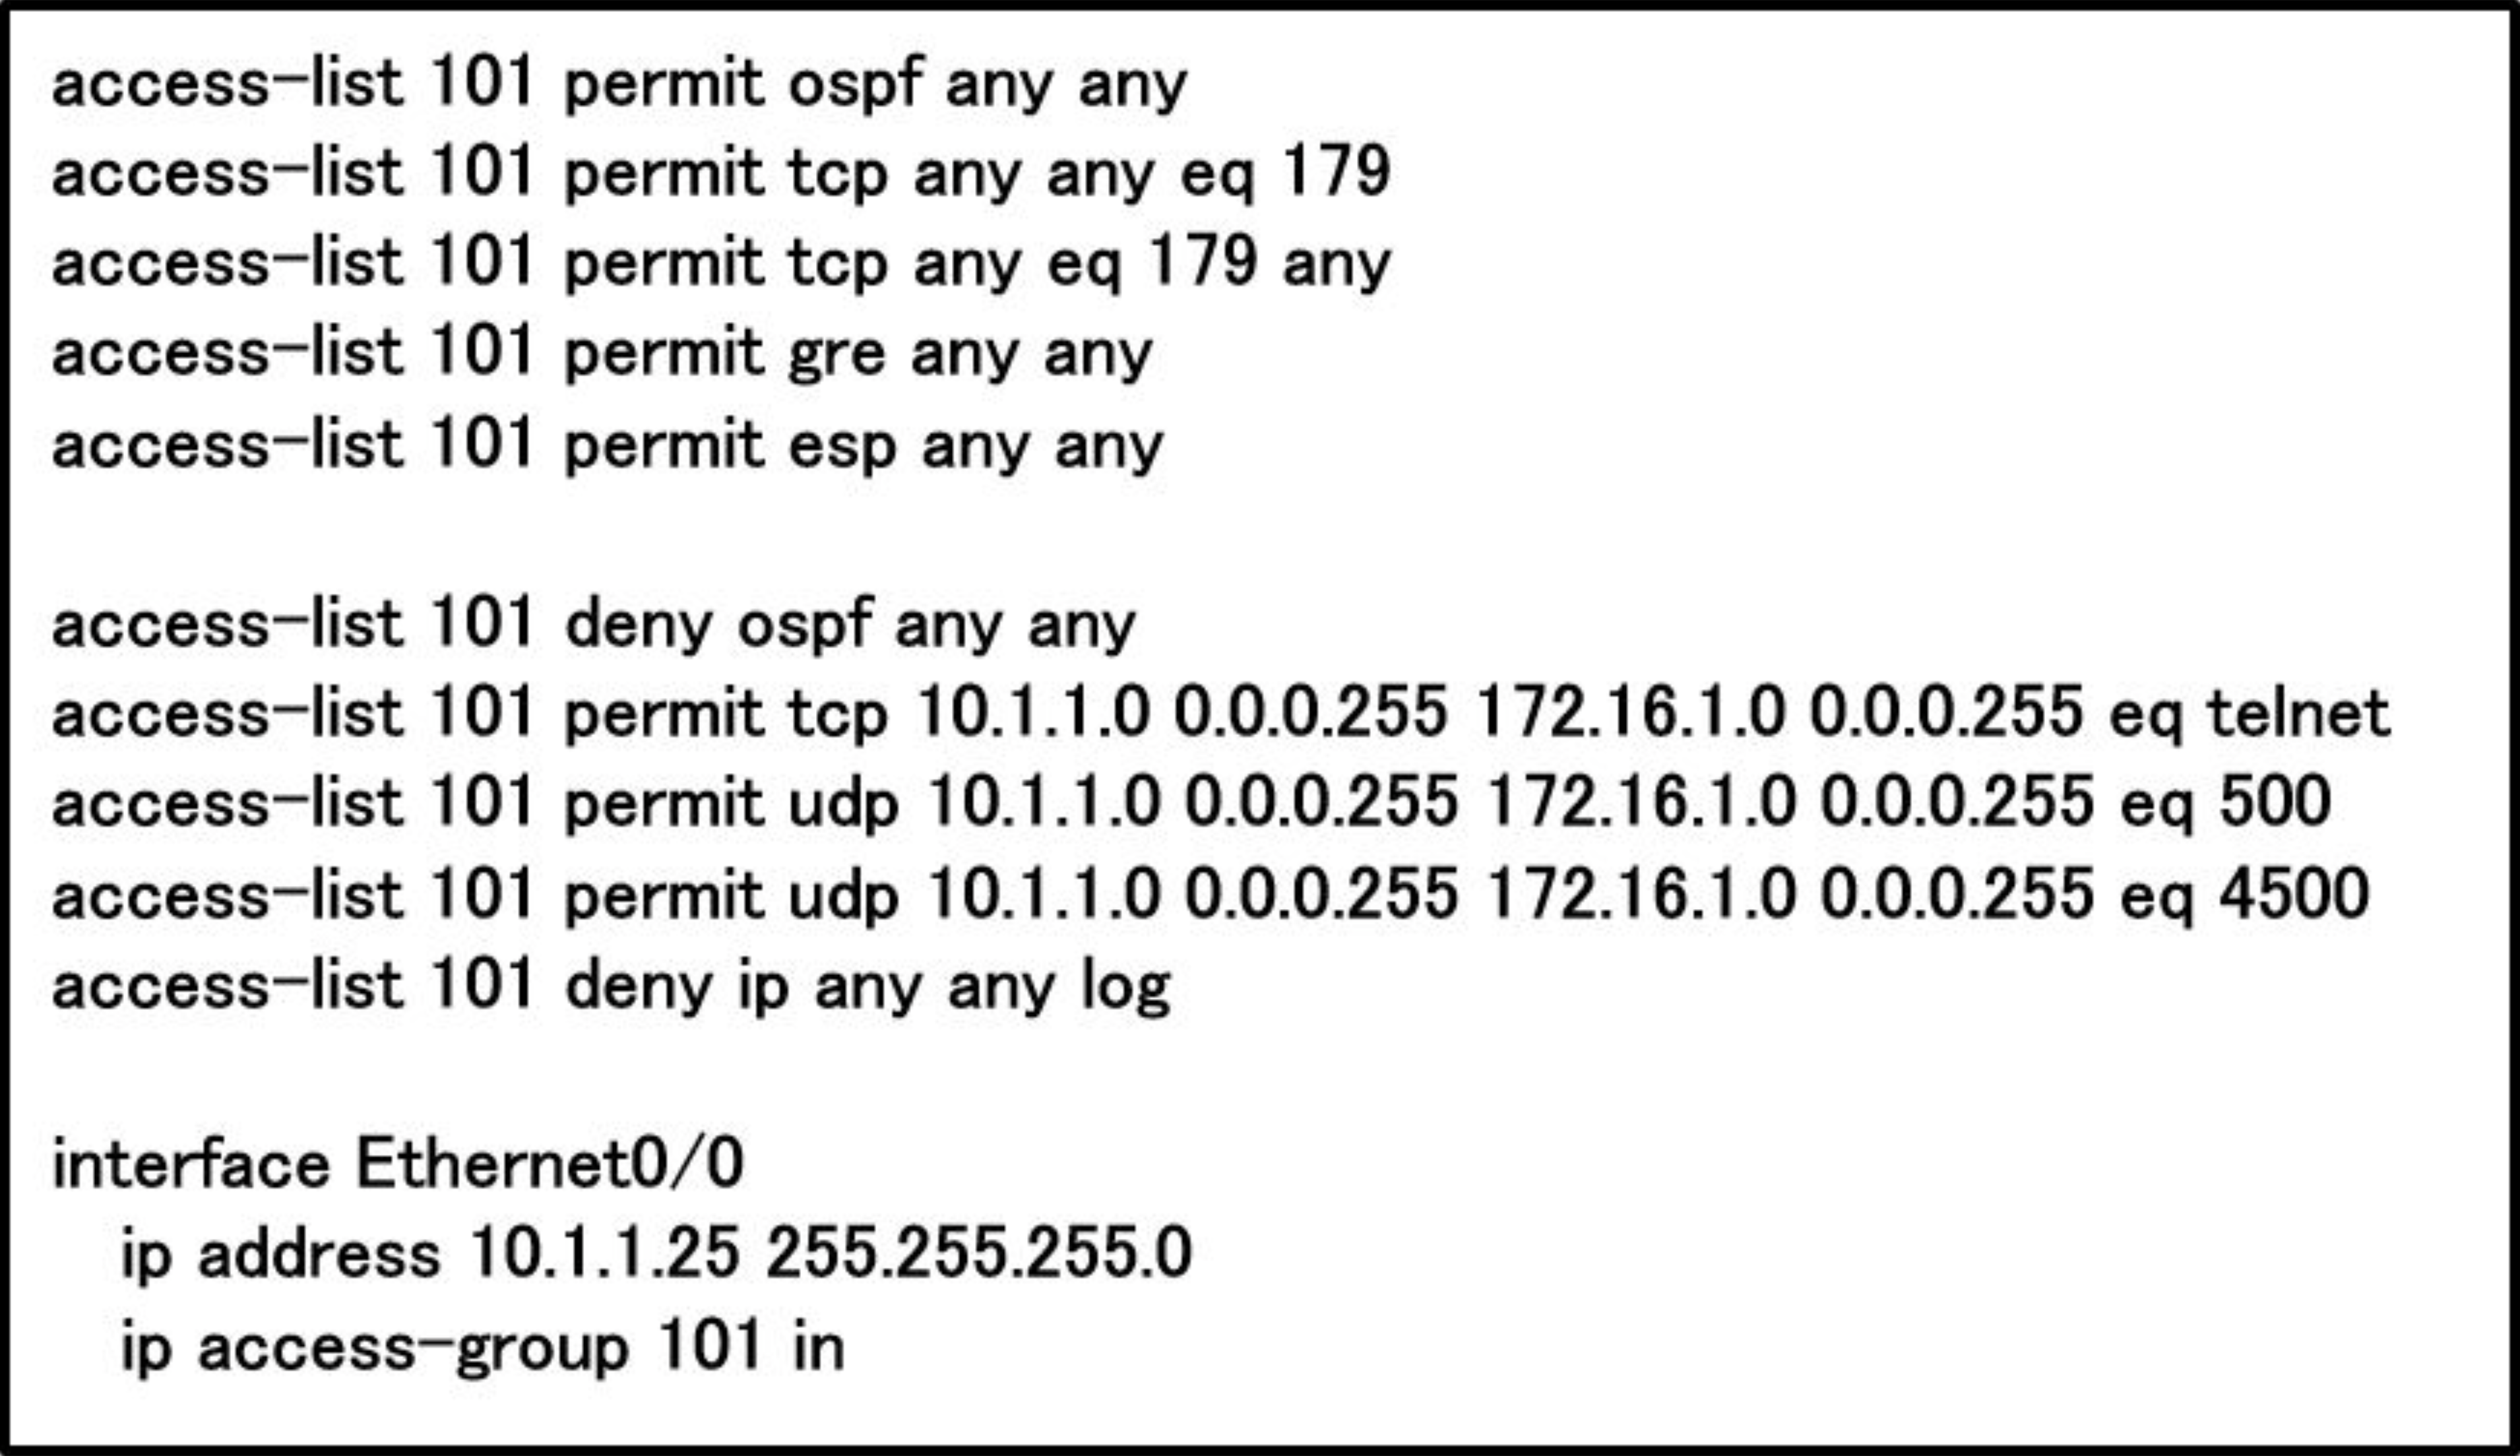 access-list 101 permit ospf any any
access-list 101 permit tcp any any eq 179
access-list 101 permit tcp any eq 179 any
access-list 101 permit gre any any
access-list 101 permit esp any any
access-list 101 deny ospf any any
access-list 101 permit tcp 10.1.1.0 0.0.0.255 172.16.1.0 0.0.0.255 eq telnet
access-list 101 permit udp 10.1.1.0 0.0.0.255 172.16.1.0 0.0.0.255 eq 500
access-list 101 permit udp 10.1.1.0 0.0.0.255 172.16.1.0 0.0.0.255 eq 4500
access-list 101 deny ip any any log
interface Ethernet0/0
ip address 10.1.1.25 255.255.255.0
ip access-group 101 in